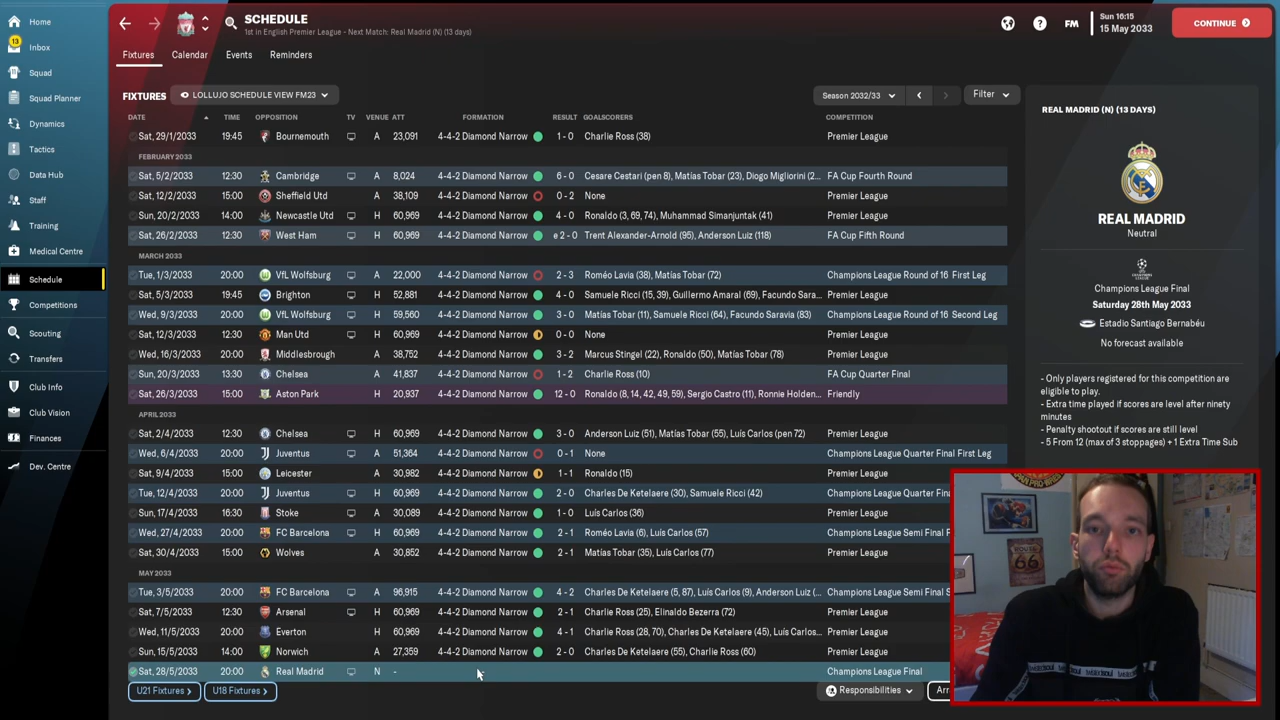 Home
13
Inbox
Squad
Squad Planner
Dynamics
Tactics
Data Hub
Staff
Training
Medical Centre
Schedule
Competitions
Scouting
Transfers
Club Info
Club Vision
Finances
Dev. Centre
SCHEDULE
1st in English Premier League - Next Match: Real Madrid (N) (13 days)
FM
Sun 16:15
15 May 2033
CONTINUE
Fixtures Calendar Events Reminders
FIXTURES LOLLUJO SCHEDULE VIEW FM23 Season 2032/33 Filter
DATE TIME OPPOSITION TV VENUE ATT FORMATION RESULT GOALSCORERS COMPETITION
Sat, 29/1/2033 19:45 Bournemouth A 23,091 4-4-2 Diamond Narrow 1 - 0 Charlie Ross (38) Premier League
FEBRUARY 2033
Sat, 5/2/2033 12:30 Cambridge A 8,024 4-4-2 Diamond Narrow 6 - 0 Cesare Cestari (pen 8), Matías Tobar (23), Diogo Migliorini (2... FA Cup Fourth Round
Sat, 12/2/2033 15:00 Sheffield Utd A 38,109 4-4-2 Diamond Narrow 0 - 2 None Premier League
Sun, 20/2/2033 14:00 Newcastle Utd H 60,969 4-4-2 Diamond Narrow 4 - 0 Ronaldo (3, 69, 74), Muhammad Simanjuntak (41) Premier League
Sat, 26/2/2033 12:30 West Ham H 60,969 4-4-2 Diamond Narrow e 2 - 0 Trent Alexander-Arnold (95), Anderson Luiz (118) FA Cup Fifth Round
MARCH 2033
Tue, 1/3/2033 20:00 VfL Wolfsburg A 22,000 4-4-2 Diamond Narrow 2 - 3 Roméo Lavia (38), Matías Tobar (72) Champions League Round of 16 First Leg
Sat, 5/3/2033 19:45 Brighton H 52,881 4-4-2 Diamond Narrow 4 - 0 Samuele Ricci (15, 39), Guillermo Amaral (69), Facundo Sara... Premier League
Wed, 9/3/2033 20:00 VfL Wolfsburg H 59,560 4-4-2 Diamond Narrow 3 - 0 Matías Tobar (11), Samuele Ricci (64), Facundo Saravia (83) Champions League Round of 16 Second Leg
Sat, 12/3/2033 12:30 Man Utd H 60,969 4-4-2 Diamond Narrow 0 - 0 None Premier League
Wed, 16/3/2033 20:00 Middlesbrough A 38,752 4-4-2 Diamond Narrow 3 - 2 Marcus Stingel (22), Ronaldo (50), Matías Tobar (78) Premier League
Sun, 20/3/2033 13:30 Chelsea A 41,837 4-4-2 Diamond Narrow 1 - 2 Charlie Ross (10) FA Cup Quarter Final
Sat, 26/3/2033 15:00 Aston Park H 20,937 4-4-2 Diamond Narrow 12 - 0 Ronaldo (8, 14, 42, 49, 59), Sergio Castro (11), Ronnie Holden... Friendly
APRIL 2033
Sat, 2/4/2033 12:30 Chelsea H 60,969 4-4-2 Diamond Narrow 3 - 0 Anderson Luiz (51), Matías Tobar (55), Luís Carlos (pen 72) Premier League
Wed, 6/4/2033 20:00 Juventus A 51,364 4-4-2 Diamond Narrow 0 - 1 None Champions League Quarter Final First Leg
Sat, 9/4/2033 15:00 Leicester A 30,982 4-4-2 Diamond Narrow 1 - 1 Ronaldo (15) Premier League
Tue, 12/4/2033 20:00 Juventus H 60,969 4-4-2 Diamond Narrow 2 - 0 Charles De Ketelaere (30), Samuele Ricci (42) Champions League Quarter Fina
Sun, 17/4/2033 16:30 Stoke A 30,089 4-4-2 Diamond Narrow 1 - 0 Luís Carlos (36) Premier League
Wed, 27/4/2033 20:00 FC Barcelona H 60,969 4-4-2 Diamond Narrow 2 - 1 Roméo Lavia (6), Luís Carlos (57) Champions League Semi Final F
Sat, 30/4/2033 15:00 Wolves A 30,852 4-4-2 Diamond Narrow 2 - 1 Matías Tobar (35), Luís Carlos (77) Premier League
MAY 2033
Tue, 3/5/2033 20:00 FC Barcelona A 96,915 4-4-2 Diamond Narrow 4 - 2 Charles De Ketelaere (5, 87), Luís Carlos (9), Anderson Luiz (... Champions League Semi Final S
Sat, 7/5/2033 12:30 Arsenal H 60,969 4-4-2 Diamond Narrow 2 - 1 Charlie Ross (25), Elinaldo Bezerra (72) Premier League
Wed, 11/5/2033 20:00 Everton H 60,969 4-4-2 Diamond Narrow 4 - 1 Charlie Ross (28, 70), Charles De Ketelaere (45), Luís Carlos... Premier League
Sun, 15/5/2033 14:00 Norwich A 27,359 4-4-2 Diamond Narrow 2 - 0 Charles De Ketelaere (55), Charlie Ross (60) Premier League
Sat, 28/5/2033 20:00 Real Madrid N - Champions League Final
U21 Fixtures U18 Fixtures Responsibilities Arr
REAL MADRID (N) (13 DAYS)
REAL MADRID
Neutral
Champions League Final
Saturday 28th May 2033
Estadio Santiago Bernabéu
No forecast available
- Only players registered for this competition are
eligible to play.
- Extra time played if scores are level after ninety
minutes
- Penalty shootout if scores are still level
- 5 From 12 (max of 3 stoppages) + 1 Extra Time Sub
ROUTE
66